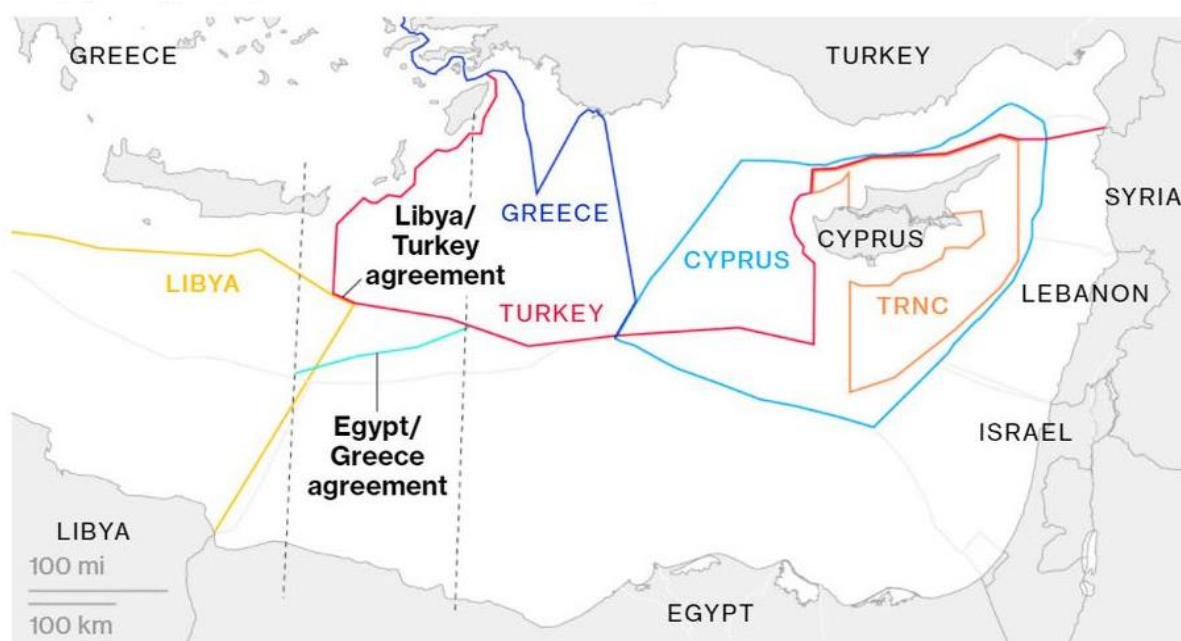 GREECE
TURKEY
SYRIA
GREECE
Libya/
Turkey
agreement
CYPRUS
CYPRUS
LIBYA
TURKEY
TRNC
LEBANON
Egypt/
Greece
agreement
ISRAEL
LIBYA
100 mi
100 km
EGYPT